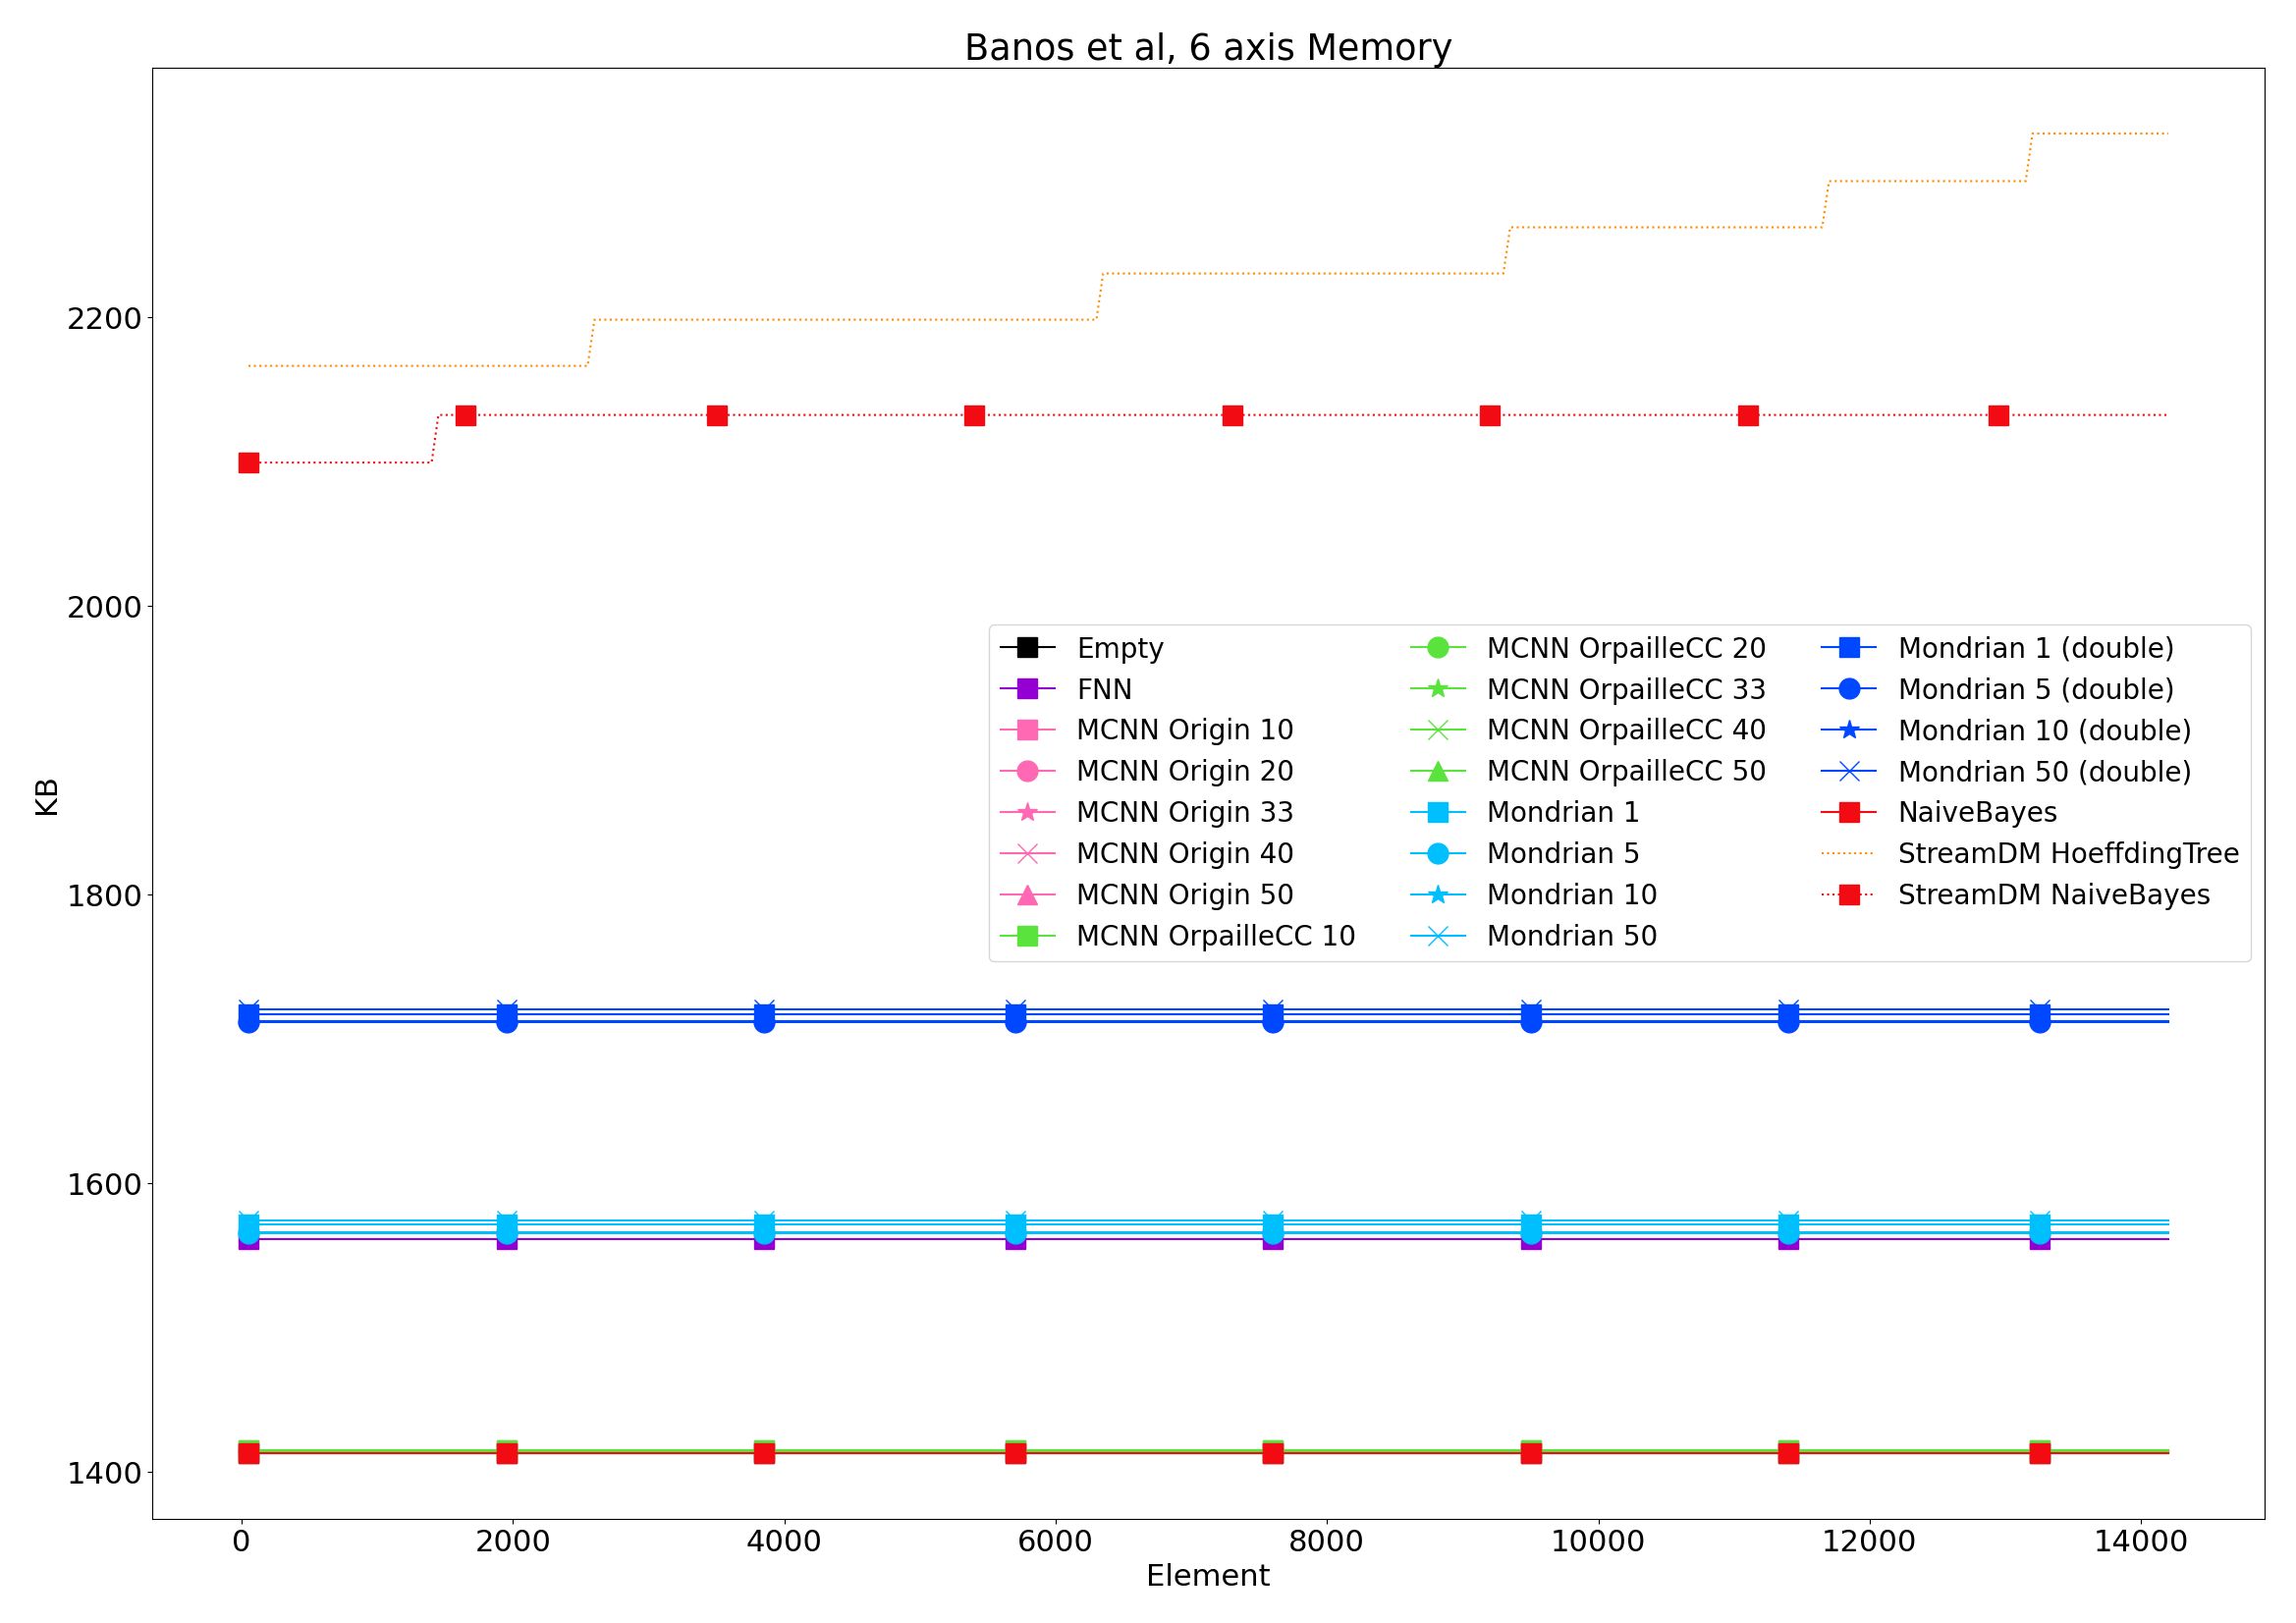 Banos et al, 6 axis Memory
KB
2200
2000
1800
1600
1400
Empty
FNN
MCNN Origin 10
MCNN Origin 20
MCNN Origin 33
MCNN Origin 40
MCNN Origin 50
MCNN OrpailleCC 10
MCNN OrpailleCC 20
MCNN OrpailleCC 33
MCNN OrpailleCC 40
MCNN OrpailleCC 50
Mondrian 1
Mondrian 5
Mondrian 10
Mondrian 50
Mondrian 1 (double)
Mondrian 5 (double)
Mondrian 10 (double)
Mondrian 50 (double)
NaiveBayes
StreamDM HoeffdingTree
StreamDM NaiveBayes
0 2000 4000 6000 8000 10000 12000 14000
Element